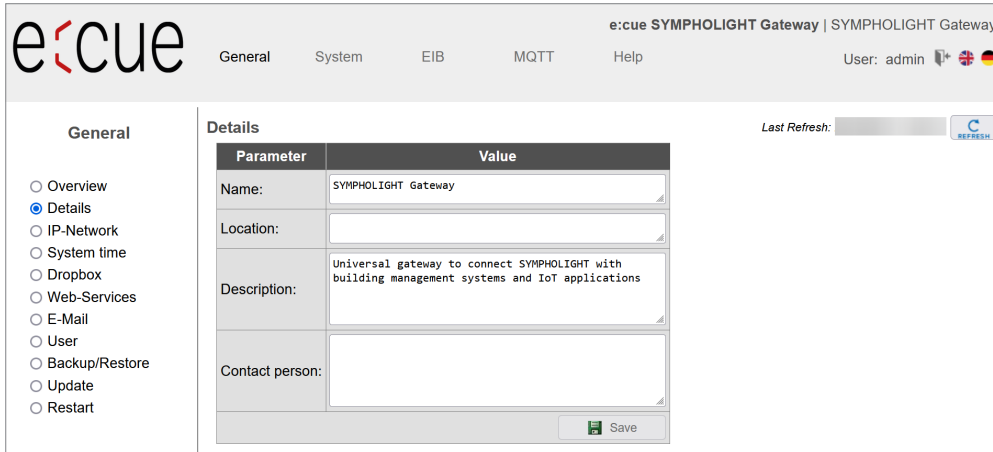 e:cue
e:cue SYMPHOLIGHT Gateway | SYMPHOLIGHT Gateway
General System EIB MQTT Help
User: admin
General
Overview
Details
IP-Network
System time
Dropbox
Web-Services
E-Mail
User
Backup/Restore
Update
Restart
Details
Last Refresh:
REFRESH
Parameter Value
Name: SYMPHOLIGHT Gateway
Location:
Description: Universal gateway to connect SYMPHOLIGHT with
building management systems and IoT applications
Contact person:
Save